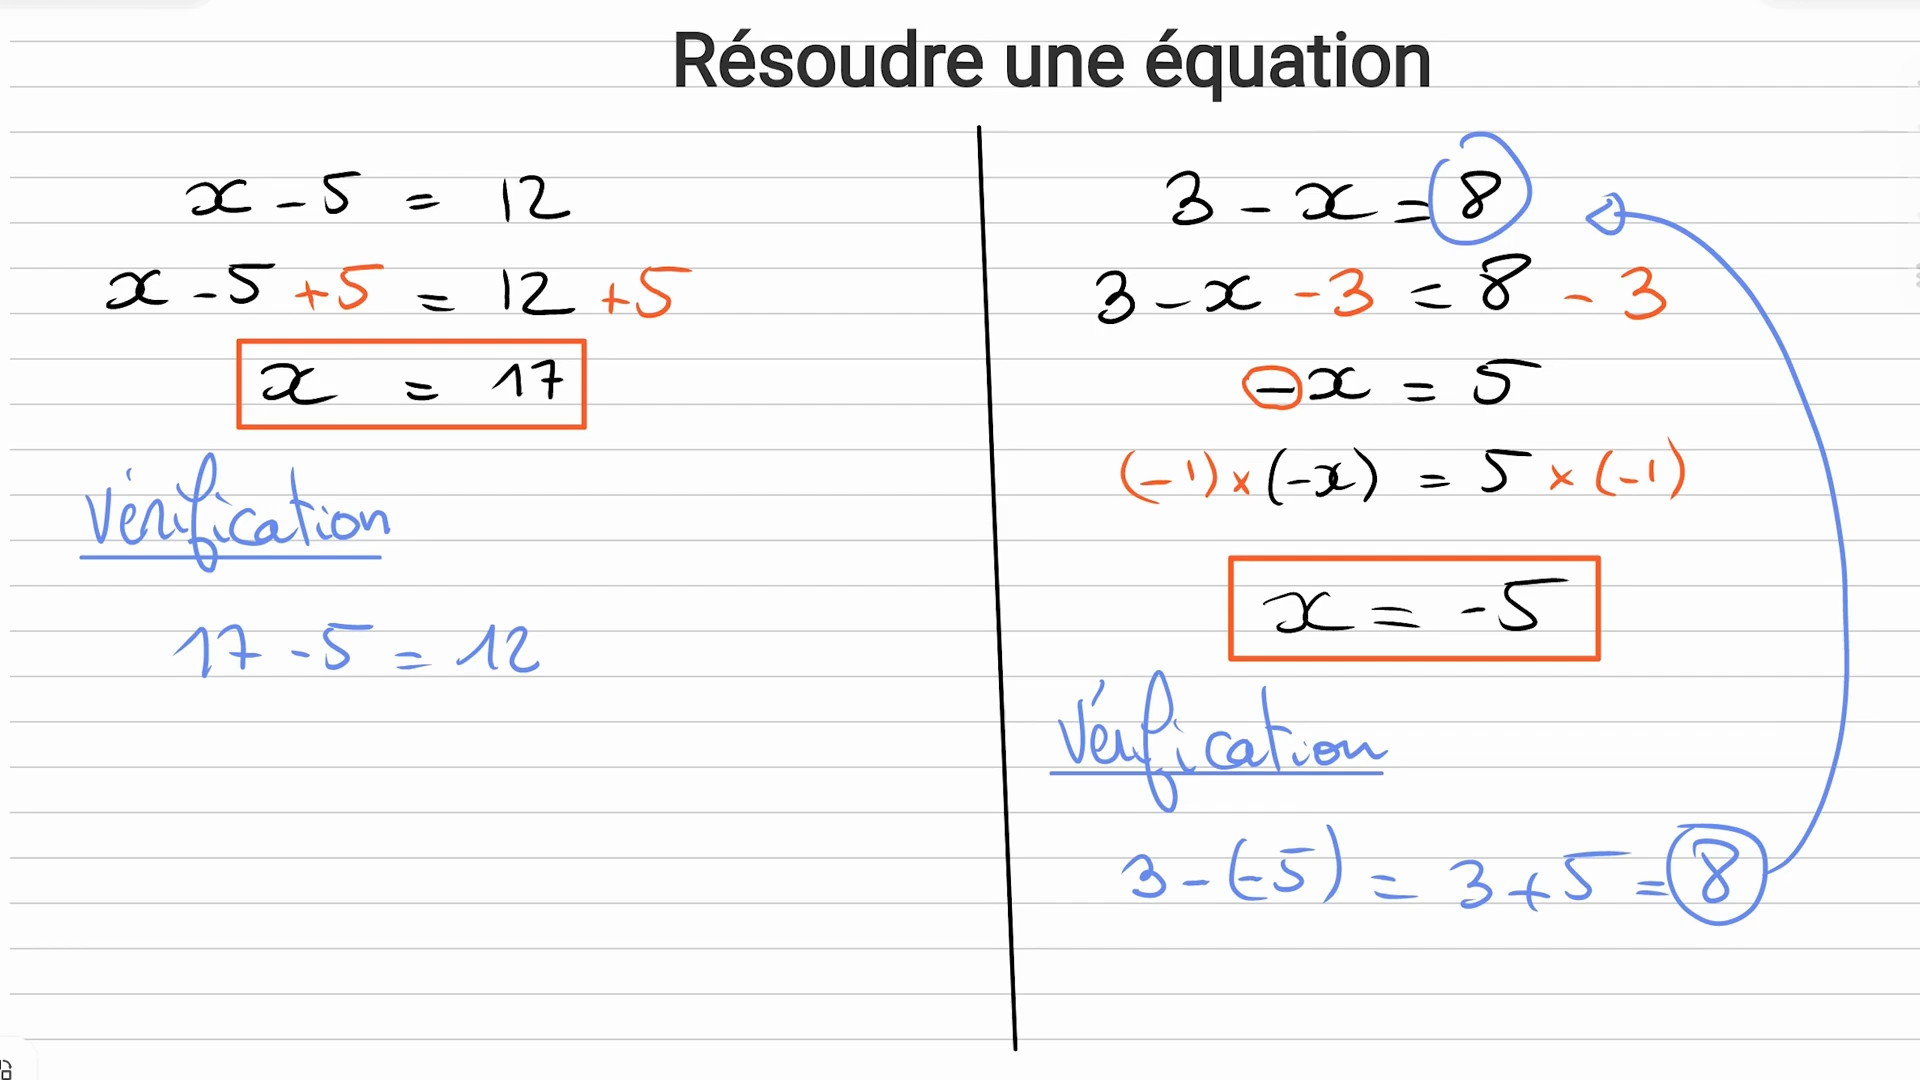 Résoudre une équation
x - 5 = 12
x - 5 + 5 = 12 + 5
x = 17
Vérification
17 - 5 = 12
3 - x = 8
3 - x - 3 = 8 - 3
- x = 5
(-1) × (-x) = 5 × (-1)
x = -5
Vérification
3 - (-5) = 3 + 5 = 8